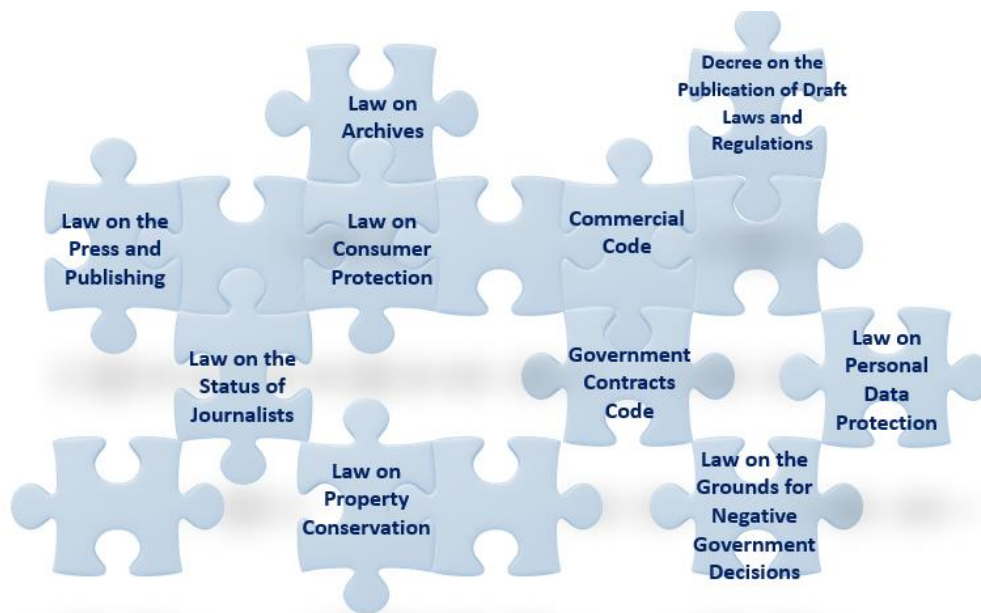 Decree on the
Publication of Draft
Laws and
Regulations
Law on
Archives
Law on the
Press and
Publishing
Law on
Consumer
Protection
Commercial
Code
Law on the
Status of
Journalists
Government
Contracts
Code
Law on
Personal
Data
Protection
Law on
Property
Conservation
Law on the
Grounds for
Negative
Government
Decisions